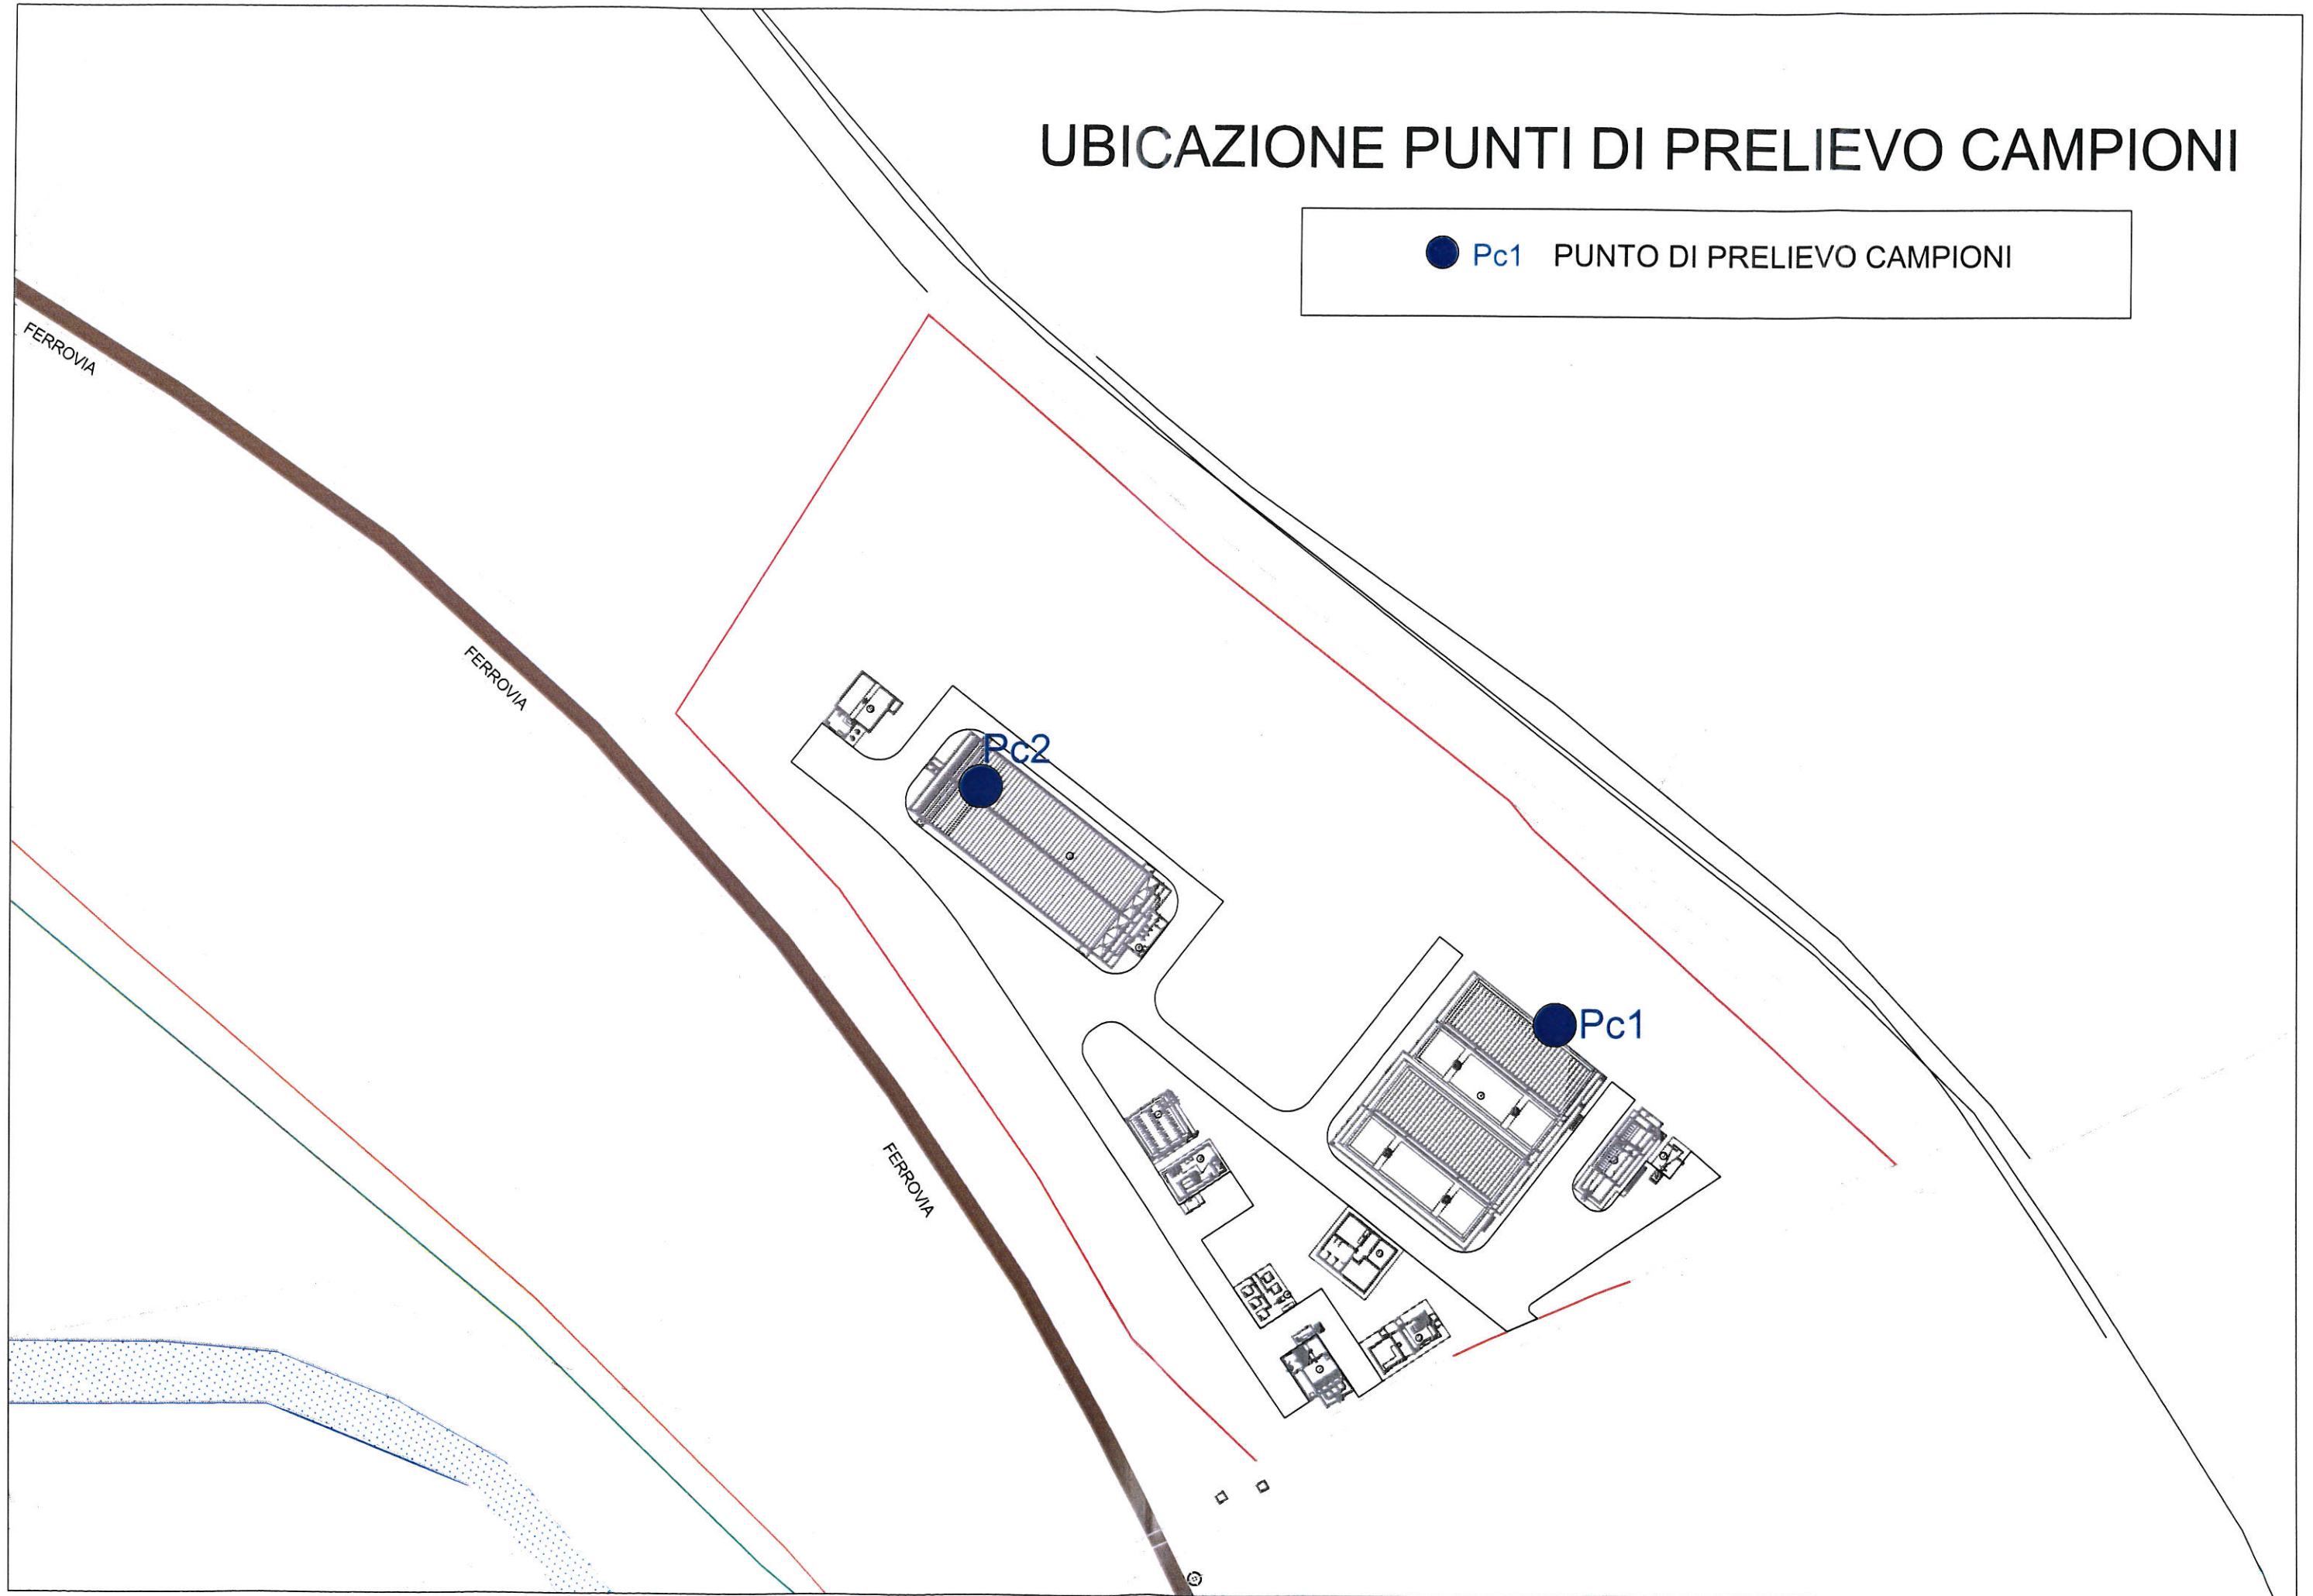 UBICAZIONE PUNTI DI PRELIEVO CAMPIONI
Pc1 PUNTO DI PRELIEVO CAMPIONI
FERROVIA
FERROVIA
Pc2
Pc1
FERROVIA